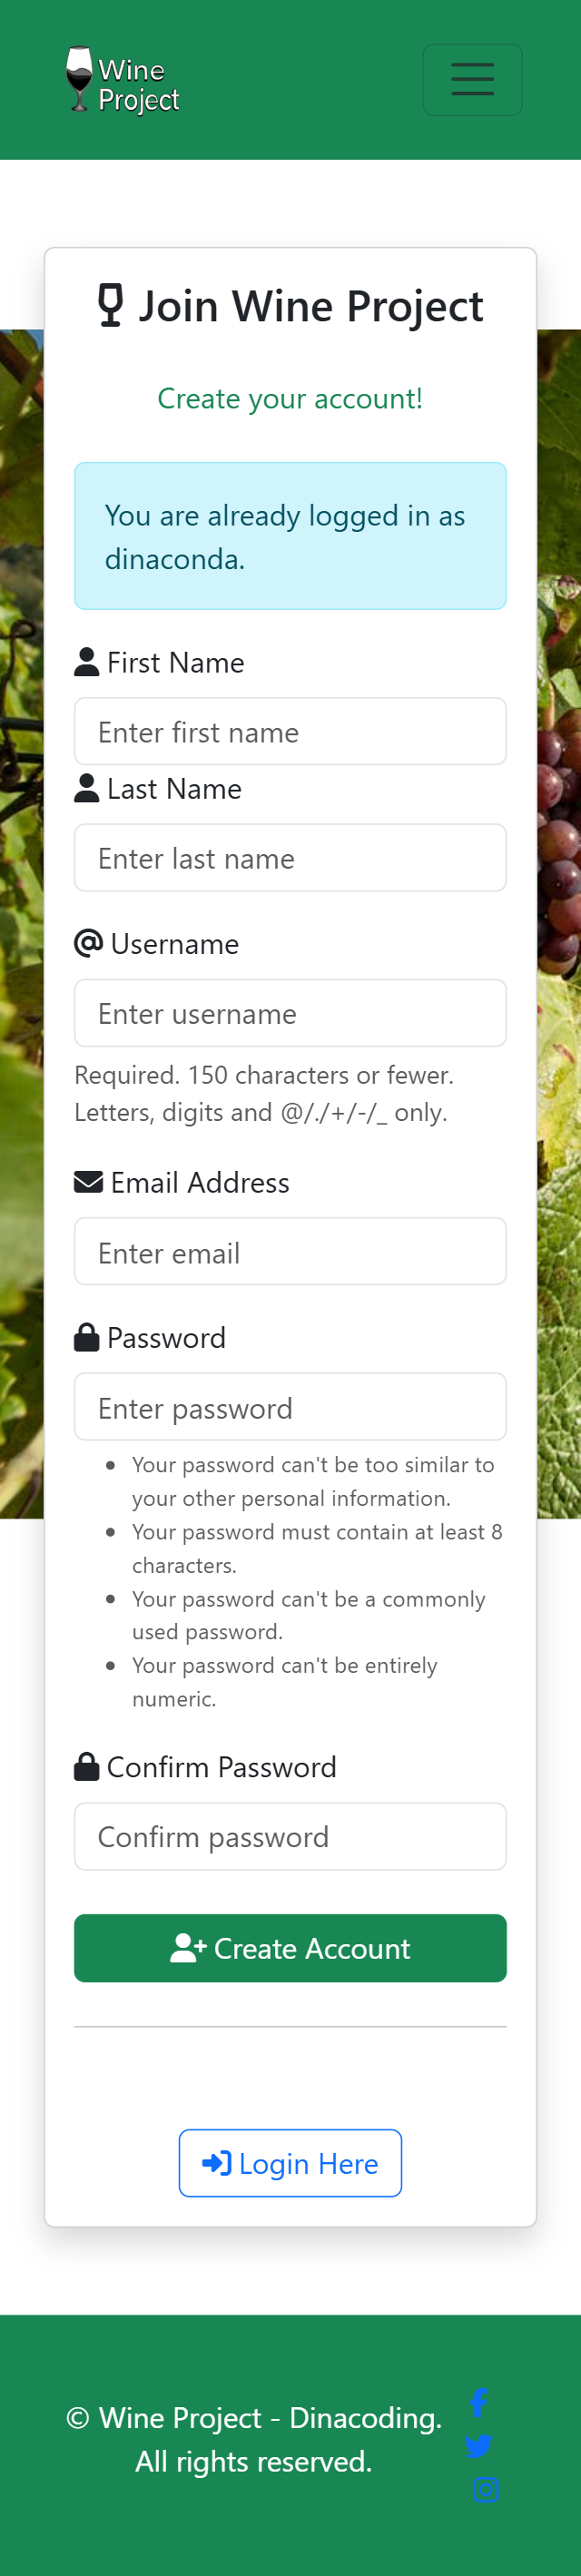 Wine
Project
Join Wine Project
Create your account!
You are already logged in as
dinaconda.
First Name
Enter first name
Last Name
Enter last name
@ Username
Enter username
Required. 150 characters or fewer.
Letters, digits and @/./+/-/_ only.
Email Address
Enter email
Password
Enter password
• Your password can't be too similar to
your other personal information.
• Your password must contain at least 8
characters.
• Your password can't be a commonly
used password.
• Your password can't be entirely
numeric.
Confirm Password
Confirm password
Create Account
Login Here
© Wine Project - Dinacoding.
All rights reserved.